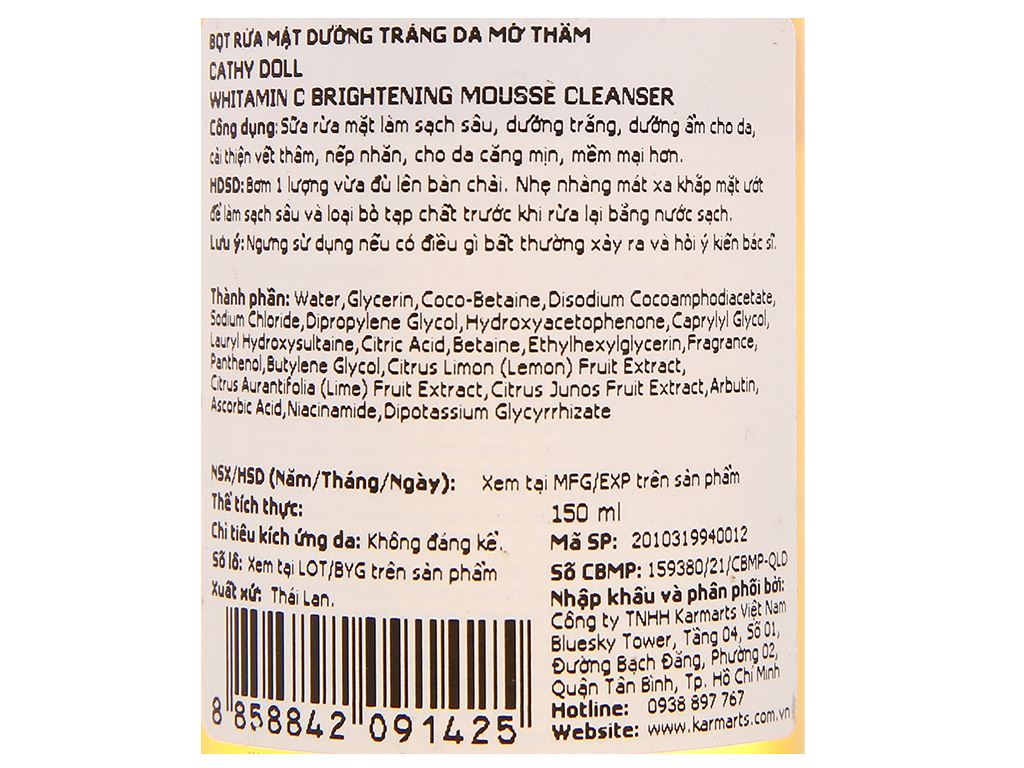 BỌT RỬA MẶT DƯỠNG TRẮNG DA MỜ THÂM
CATHY DOLL
WHITAMIN C BRIGHTENING MOUSSE CLEANSER
Công dụng: Sữa rửa mặt làm sạch sâu, dưỡng trắng, dưỡng ẩm cho da,
cải thiện vết thâm, nếp nhăn, cho da căng mịn, mềm mại hơn.
HDSD: Bơm 1 lượng vừa đủ lên bàn chải. Nhẹ nhàng mát xa khắp mặt ướt
để làm sạch sâu và loại bỏ tạp chất trước khi rửa lại bằng nước sạch.
Lưu ý: Ngưng sử dụng nếu có điều gì bất thường xảy ra và hỏi ý kiến bác sĩ.
Thành phần: Water, Glycerin, Coco-Betaine, Disodium Cocoamphodiacetate,
Sodium Chloride, Dipropylene Glycol, Hydroxyacetophenone, Caprylyl Glycol,
Lauryl Hydroxysultaine, Citric Acid, Betaine, Ethylhexylglycerin, Fragrance,
Panthenol, Butylene Glycol, Citrus Limon (Lemon) Fruit Extract,
Citrus Aurantifolia (Lime) Fruit Extract, Citrus Junos Fruit Extract, Arbutin,
Ascorbic Acid, Niacinamide, Dipotassium Glycyrrhizate
NSX/HSD (Năm/Tháng/Ngày): Xem tại MFG/EXP trên sản phẩm
Thể tích thực: 150 ml
Chỉ tiêu kích ứng da: Không đáng kể.
Số lô: Xem tại LOT/BYG trên sản phẩm
Xuất xứ: Thái Lan.
8 858842 091425
Mã SP: 2010319940012
Số CBMP: 159380/21/CBMP-QLD
Nhập khẩu và phân phối bởi:
Công ty TNHH Karmarts Việt Nam
Bluesky Tower, Tầng 04, Số 01,
Đường Bạch Đằng, Phường 02,
Quận Tân Bình, Tp. Hồ Chí Minh
Hotline: 0938 897 767
Website: www.karmarts.com.vn